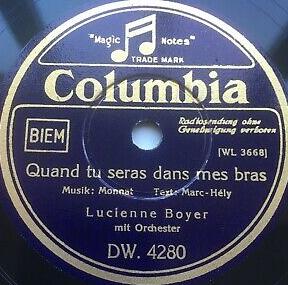 "Magic Notes"
TRADE MARK
Columbia
Radiosendung ohne
Genehmigung verboten
BIEM
[WL 3668]
Quand tu seras dans mes bras
Musik: Monnat Text: Marc-Hély
Lucienne Boyer
mit Orchester
DW. 4280